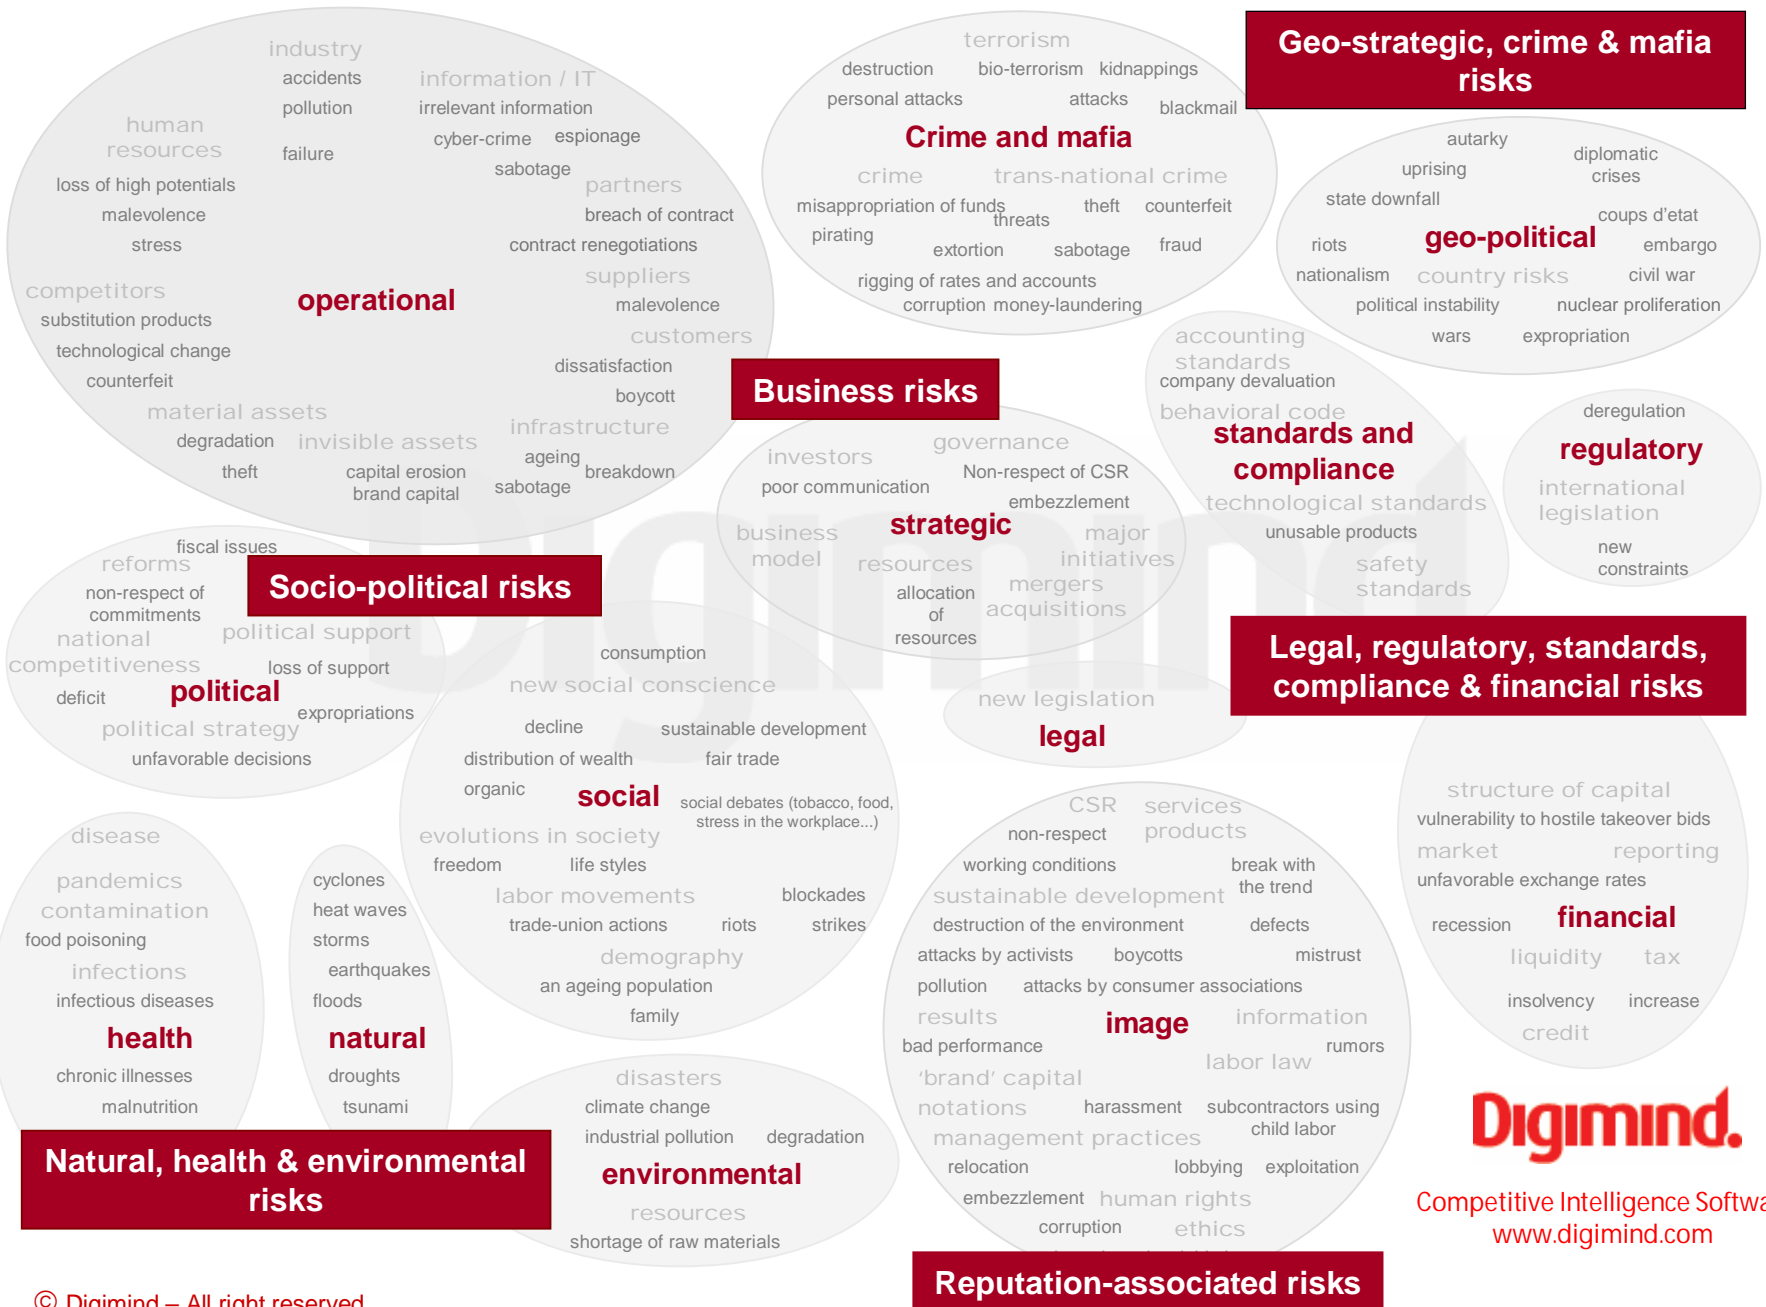 industry
accidents
information / IT
pollution
irrelevant information
human
resources
cyber-crime
espionage
failure
sabotage
loss of high potentials
partners
malevolence
breach of contract
stress
contract renegotiations
suppliers
competitors
operational
malevolence
substitution products
customers
technological change
dissatisfaction
counterfeit
boycott
material assets
infrastructure
degradation
invisible assets
ageing
theft
capital erosion
breakdown
brand capital
sabotage
terrorism
destruction
bio-terrorism
kidnappings
personal attacks
attacks
blackmail
Crime and mafia
crime
trans-national crime
misappropriation of funds
threats
theft
counterfeit
pirating
extortion
sabotage
fraud
rigging of rates and accounts
corruption
money-laundering
Geo-strategic, crime & mafia
risks
autarky
diplomatic
crises
uprising
state downfall
coups d'etat
riots
geo-political
embargo
nationalism
country risks
civil war
political instability
nuclear proliferation
wars
expropriation
accounting
standards
company devaluation
behavioral code
standards and
compliance
technological standards
unusable products
safety
standards
deregulation
regulatory
international
legislation
new
constraints
Business risks
governance
investors
Non-respect of CSR
poor communication
embezzlement
strategic
business
model
major
initiatives
resources
mergers
acquisitions
allocation
of
resources
Digimind
fiscal issues
reforms
Socio-political risks
non-respect of
commitments
national
competitiveness
political support
loss of support
deficit
political
expropriations
political strategy
unfavorable decisions
consumption
new social conscience
decline
sustainable development
distribution of wealth
fair trade
organic
social
social debates (tobacco, food,
stress in the workplace...)
evolutions in society
freedom
life styles
labor movements
blockades
trade-union actions
riots
strikes
demography
an ageing population
family
new legislation
legal
Legal, regulatory, standards,
compliance & financial risks
structure of capital
vulnerability to hostile takeover bids
market
reporting
unfavorable exchange rates
recession
financial
liquidity
tax
insolvency
increase
credit
disease
pandemics
contamination
food poisoning
infections
infectious diseases
health
chronic illnesses
malnutrition
cyclones
heat waves
storms
earthquakes
floods
natural
droughts
tsunami
Natural, health & environmental
risks
disasters
climate change
industrial pollution
degradation
environmental
resources
shortage of raw materials
CSR
services
products
non-respect
working conditions
break with
the trend
sustainable development
destruction of the environment
defects
attacks by activists
boycotts
mistrust
pollution
attacks by consumer associations
results
image
information
bad performance
rumors
labor law
'brand' capital
notations
harassment
subcontractors using
child labor
management practices
relocation
lobbying
exploitation
embezzlement
human rights
corruption
ethics
Reputation-associated risks
Digimind.
Competitive Intelligence Softwa
www.digimind.com
© Digimind – All right reserved